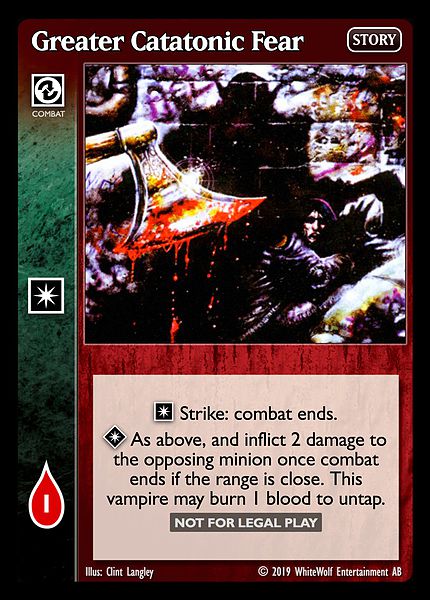 Greater Catatonic Fear
STORY
COMBAT
Strike: combat ends.
As above, and inflict 2 damage to
the opposing minion once combat
ends if the range is close. This
vampire may burn 1 blood to untap.
NOT FOR LEGAL PLAY
1
Illus: Clint Langley
© 2019 WhiteWolf Entertainment AB